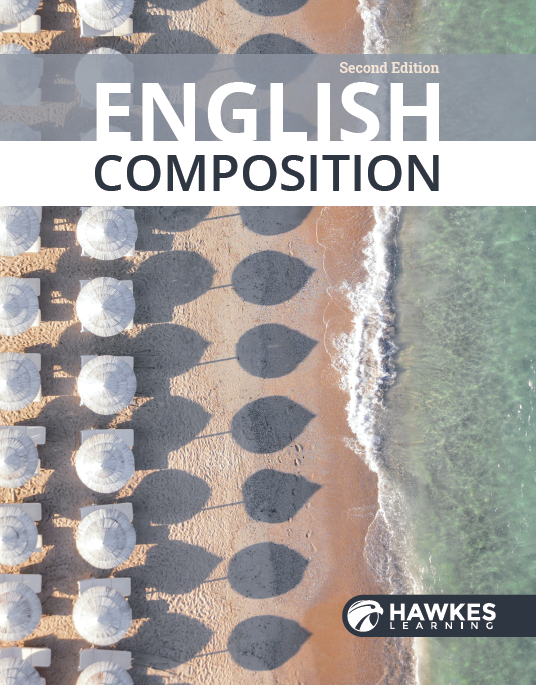 Second Edition
ENGLISH
COMPOSITION
HAWKES
LEARNING